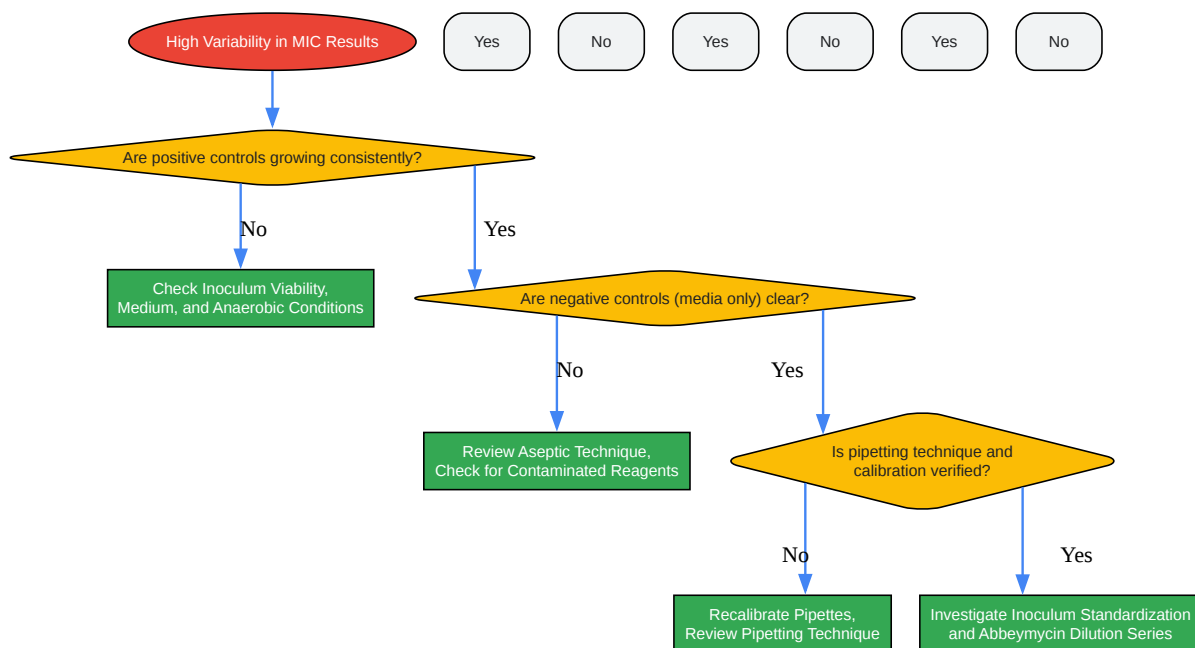 High Variability in MIC Results
Yes
No
Yes
No
Yes
No
Are positive controls growing consistently?
No
Yes
Check Inoculum Viability,
Medium, and Anaerobic Conditions
Are negative controls (media only) clear?
No
Yes
Review Aseptic Technique,
Check for Contaminated Reagents
Is pipetting technique and
calibration verified?
No
Yes
Recalibrate Pipettes,
Review Pipetting Technique
Investigate Inoculum Standardization
and Abbeymycin Dilution Series